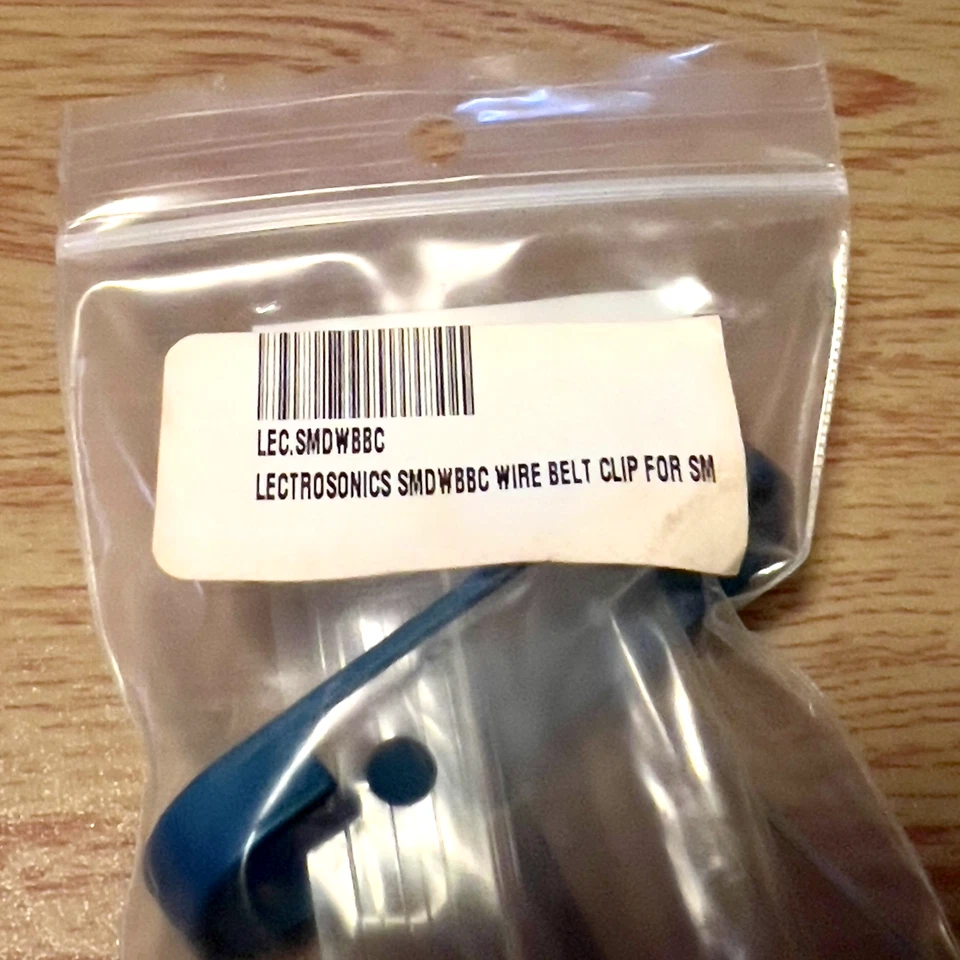 LEC.SMDWBBC
LECTROSONICS SMDWBBC WIRE BELT CLIP FOR SM